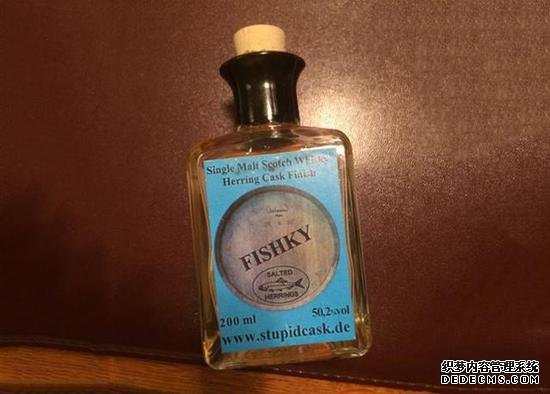 Single Malt Scotch Whisky
Herring Cask Finish
FISHKY
SALTED
HERRINGS
200 ml 50,2%vol
www.stupidcask.de
织梦内容管理系统
DEDECMS.COM